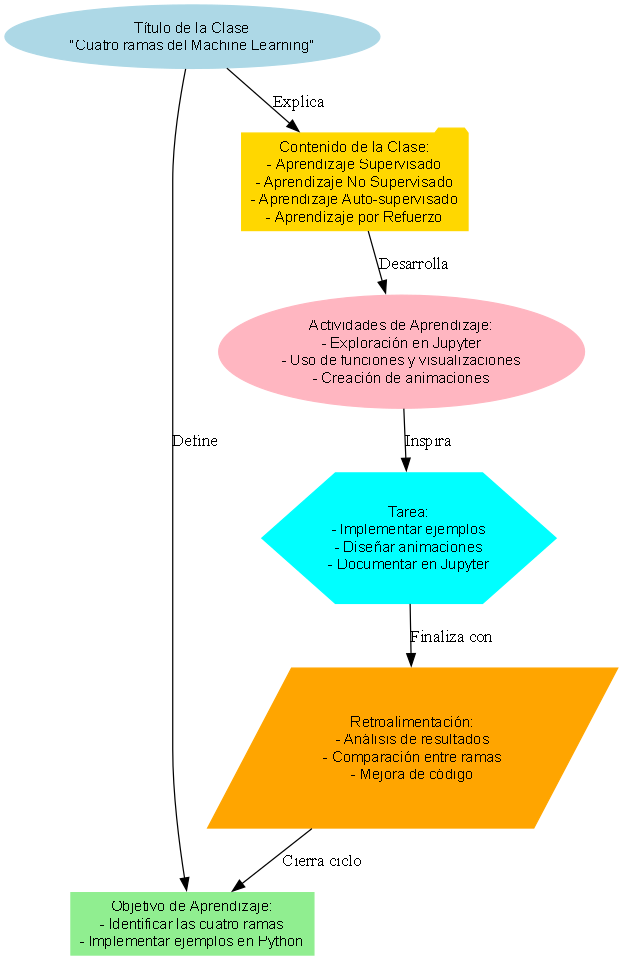 Título de la Clase
"Cuatro ramas del Machine Learning"
Explica
Contenido de la Clase:
- Aprendizaje Supervisado
- Aprendizaje No Supervisado
- Aprendizaje Auto-supervisado
- Aprendizaje por Refuerzo
Desarrolla
Actividades de Aprendizaje:
- Exploración en Jupyter
- Uso de funciones y visualizaciones
- Creación de animaciones
Define
Inspira
Tarea:
- Implementar ejemplos
- Diseñar animaciones
- Documentar en Jupyter
Finaliza con
Retroalimentación:
- Análisis de resultados
- Comparación entre ramas
- Mejora de código
Cierra ciclo
Objetivo de Aprendizaje:
- Identificar las cuatro ramas
- Implementar ejemplos en Python